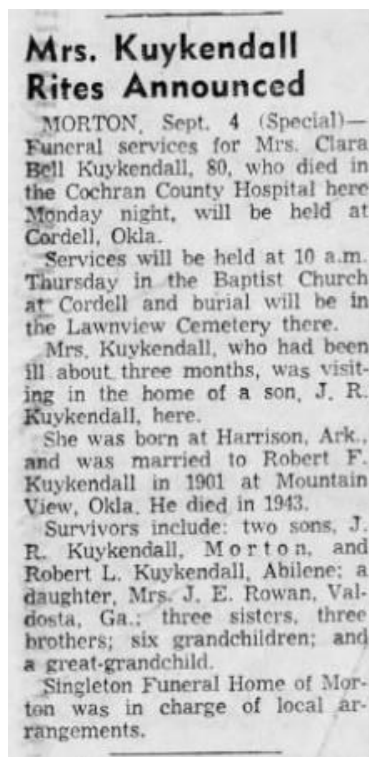 Mrs. Kuykendall
Rites Announced
MORTON, Sept. 4 (Special)—
Funeral services for Mrs. Clara
Bell Kuykendall, 80, who died in
the Cochran County Hospital here
Monday night, will be held at
Cordell, Okla.
Services will be held at 10 a.m.
Thursday in the Baptist Church
at Cordell and burial will be in
the Lawnview Cemetery there.
Mrs. Kuykendall, who had been
ill about three months, was visit-
ing in the home of a son, J. R.
Kuykendall, here.
She was born at Harrison, Ark.,
and was married to Robert F.
Kuykendall in 1901 at Mountain
View, Okla. He died in 1943.
Survivors include: two sons, J.
R. Kuykendall, Morton, and
Robert L. Kuykendall, Abilene; a
daughter, Mrs. J. E. Rowan, Val-
dosta, Ga.; three sisters, three
brothers; six grandchildren; and
a great-grandchild.
Singleton Funeral Home of Mor-
ton was in charge of local ar-
rangements.